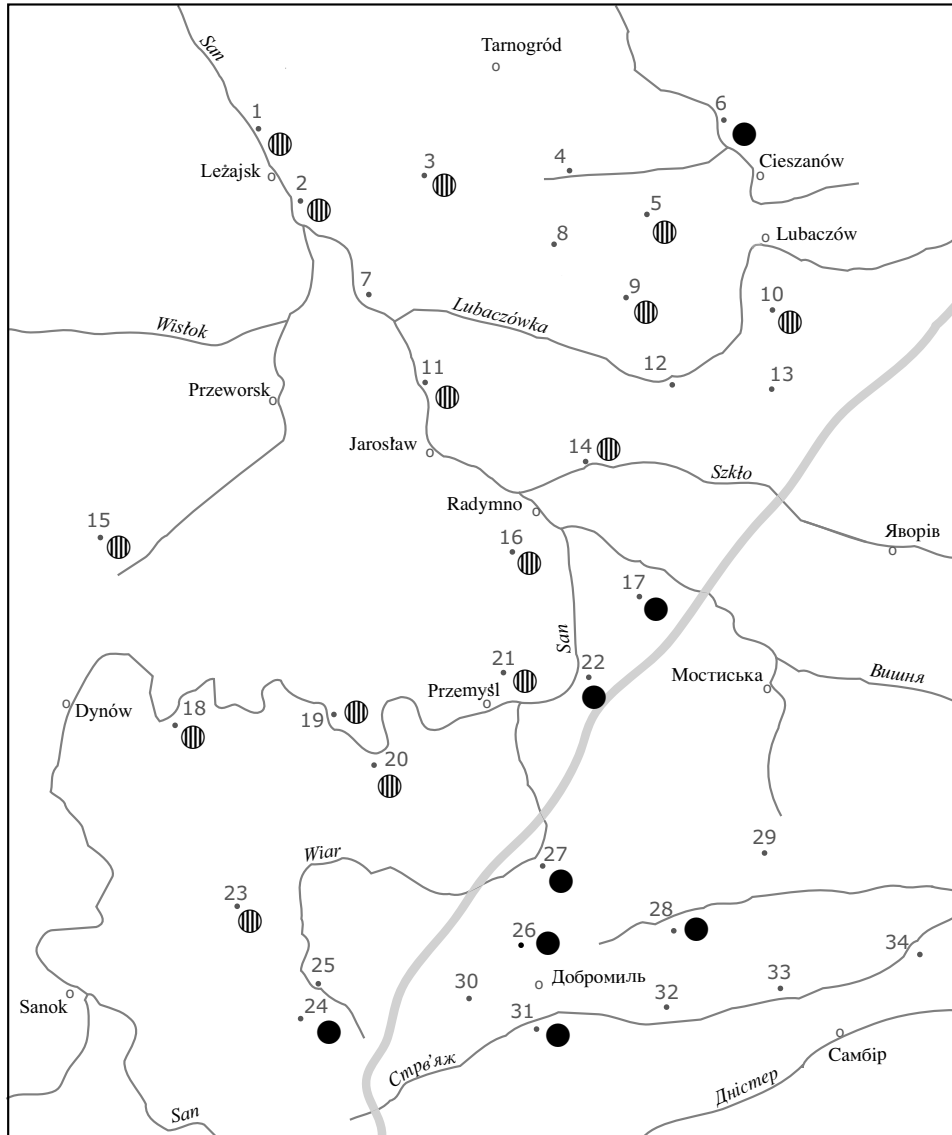 San
Tarnogród
1
6
3
4
Leżajsk
Cieszanów
2
5
8
Lubaczów
7
9
10
Lubaczówka
Wisłok
11
12
13
Przeworsk
Jarosław
14
Szkło
Radymno
15
16
Яворів
17
San
21
22
Мостиська
Вишня
Dynów
18
Przemyśl
19
20
Wiar
27
29
23
26
28
34
25
Добромиль
33
Sanok
30
32
24
31
Самбір
Стрв’яж
Дністер
San